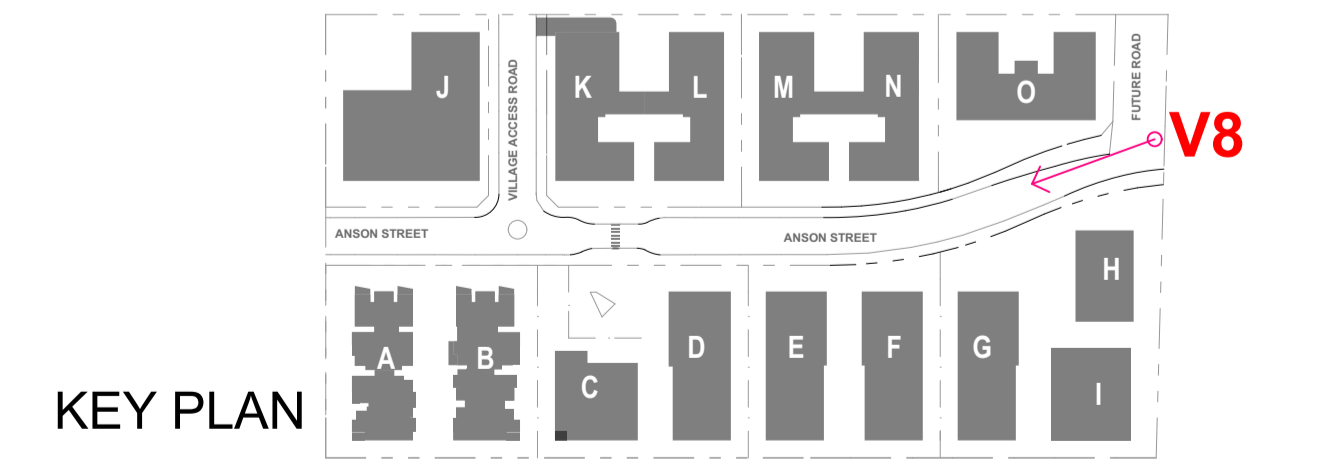 J
VILLAGE ACCESS ROAD
K
L
M
N
O
FUTURE ROAD
V8
ANSON STREET
ANSON STREET
H
A
B
C
D
E
F
G
I
KEY PLAN